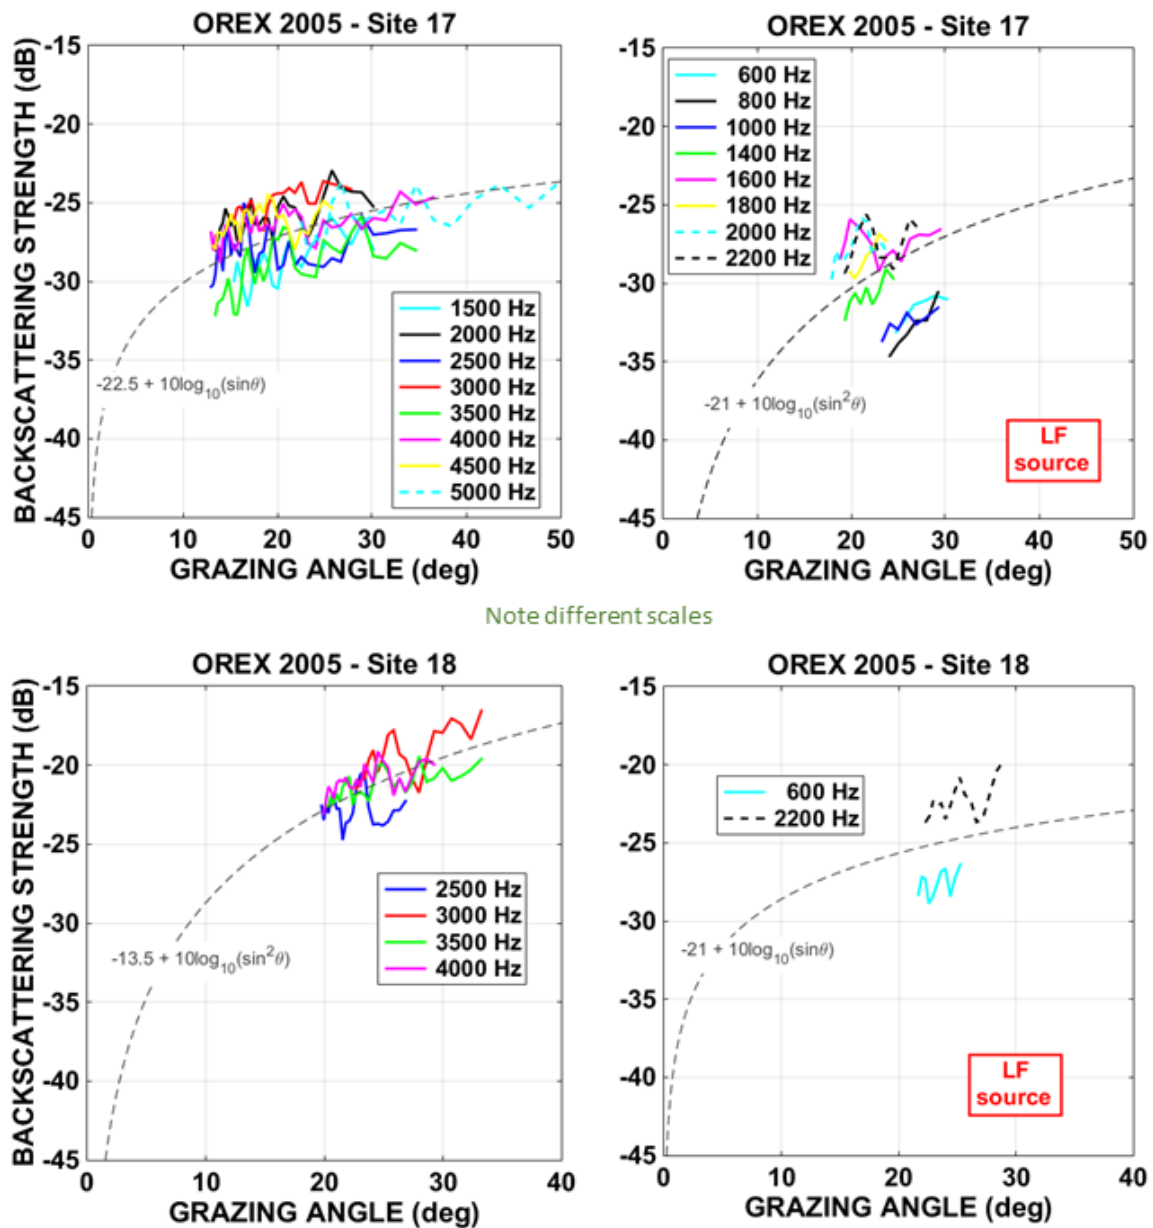 OREX 2005 - Site 17
BACKSCATTERING STRENGTH (dB)
-15
-20
-25
-30
-35
-40
-45
0 10 20 30 40 50
GRAZING ANGLE (deg)
-22.5 + 10log10(sinθ)
1500 Hz
2000 Hz
2500 Hz
3000 Hz
3500 Hz
4000 Hz
4500 Hz
5000 Hz
OREX 2005 - Site 17
-15
-20
-25
-30
-35
-40
-45
0 10 20 30 40 50
GRAZING ANGLE (deg)
600 Hz
800 Hz
1000 Hz
1400 Hz
1600 Hz
1800 Hz
2000 Hz
2200 Hz
-21 + 10log10(sin²θ)
LF
source
Note different scales
OREX 2005 - Site 18
BACKSCATTERING STRENGTH (dB)
-15
-20
-25
-30
-35
-40
-45
0 10 20 30 40
GRAZING ANGLE (deg)
-13.5 + 10log10(sin²θ)
2500 Hz
3000 Hz
3500 Hz
4000 Hz
OREX 2005 - Site 18
-15
-20
-25
-30
-35
-40
-45
0 10 20 30 40
GRAZING ANGLE (deg)
600 Hz
2200 Hz
-21 + 10log10(sinθ)
LF
source